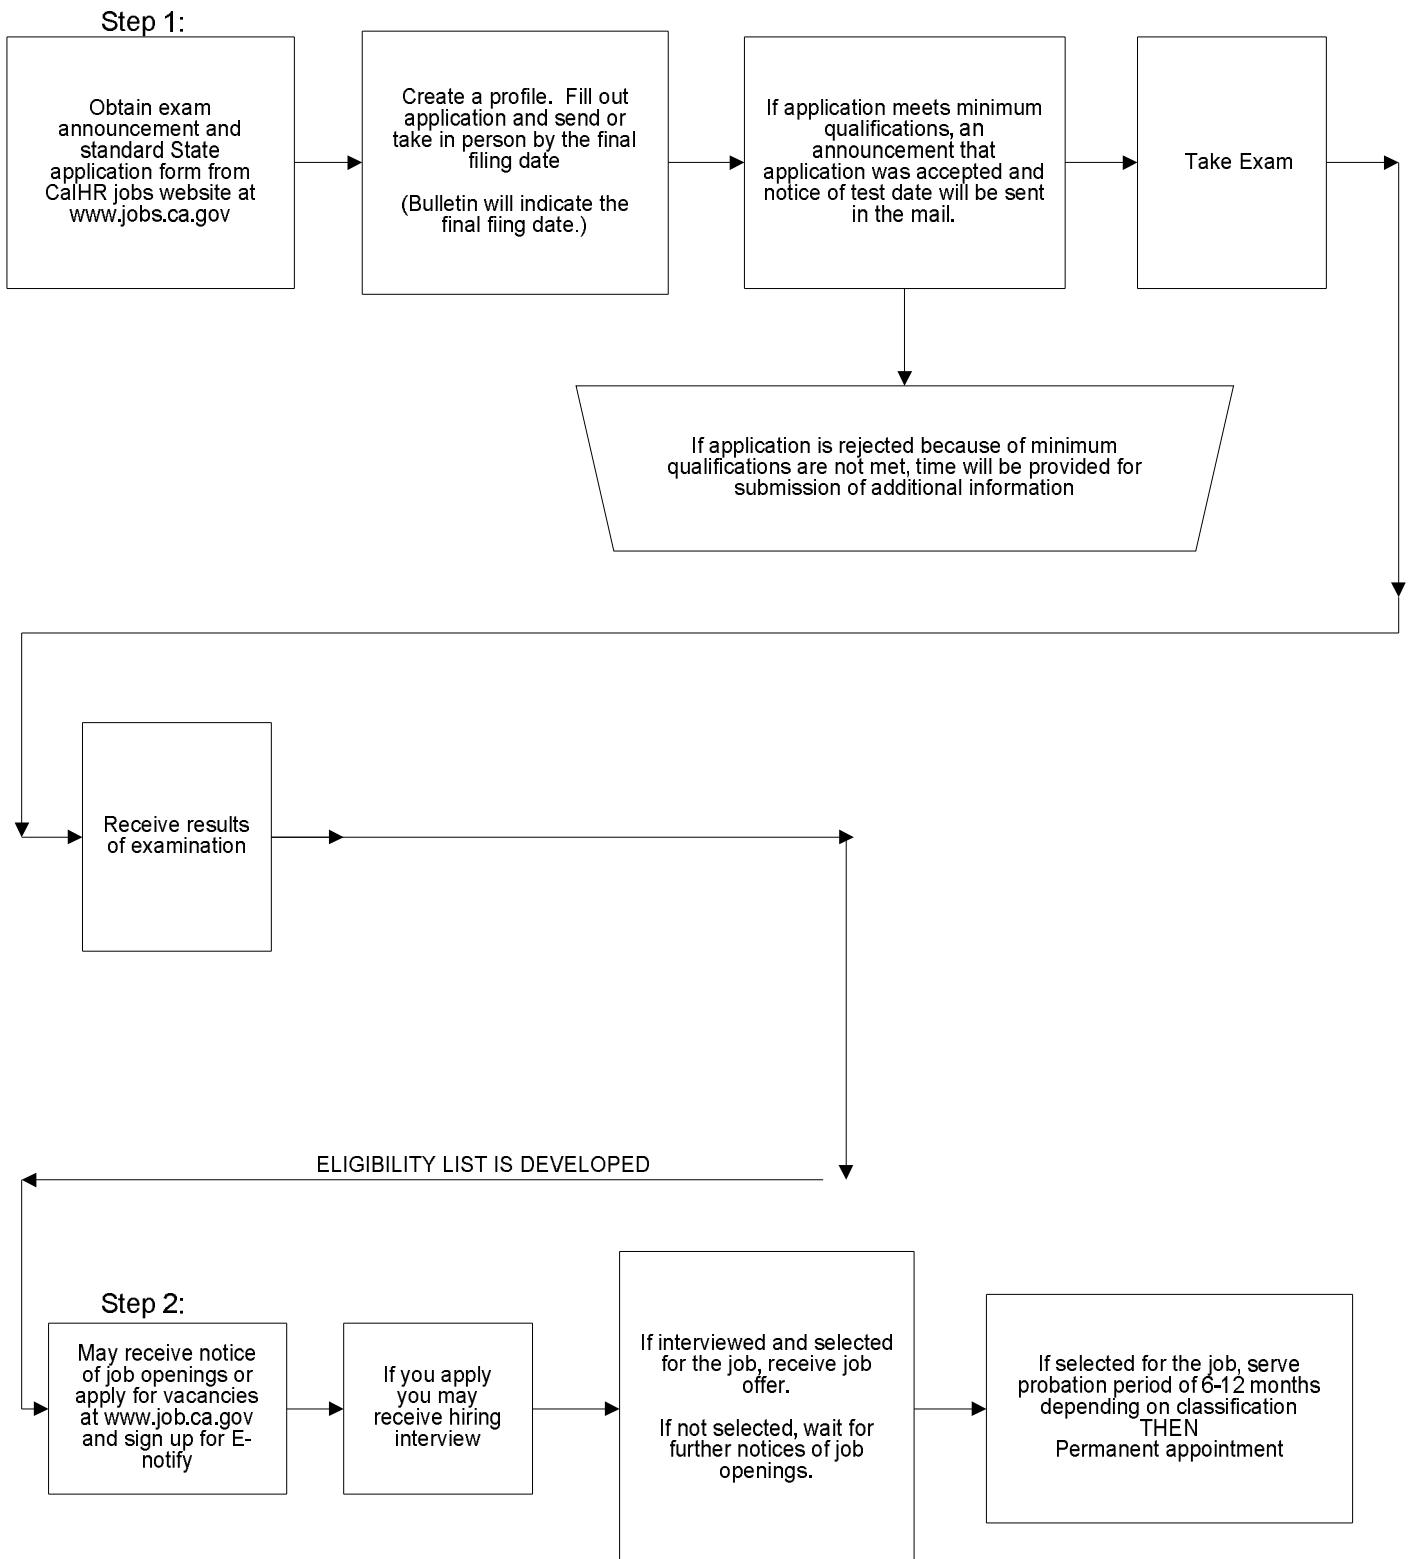 Step 1:
Obtain exam
announcement and
standard State
application form from
CalHR jobs website at
www.jobs.ca.gov
Create a profile.  Fill out
application and send or
take in person by the final
filing date
(Bulletin will indicate the
final fiing date.)
If application meets minimum
qualifications, an
announcement that
application was accepted and
notice of test date will be sent
in the mail.
Take Exam
If application is rejected because of minimum
qualifications are not met, time will be provided for
submission of additional information
Receive results
of examination
ELIGIBILITY LIST IS DEVELOPED
Step 2:
May receive notice
of job openings or
apply for vacancies
at www.job.ca.gov
and sign up for E-
notify
If you apply
you may
receive hiring
interview
If interviewed and selected
for the job, receive job
offer.
If not selected, wait for
further notices of job
openings.
If selected for the job, serve
probation period of 6-12 months
depending on classification
THEN
Permanent appointment